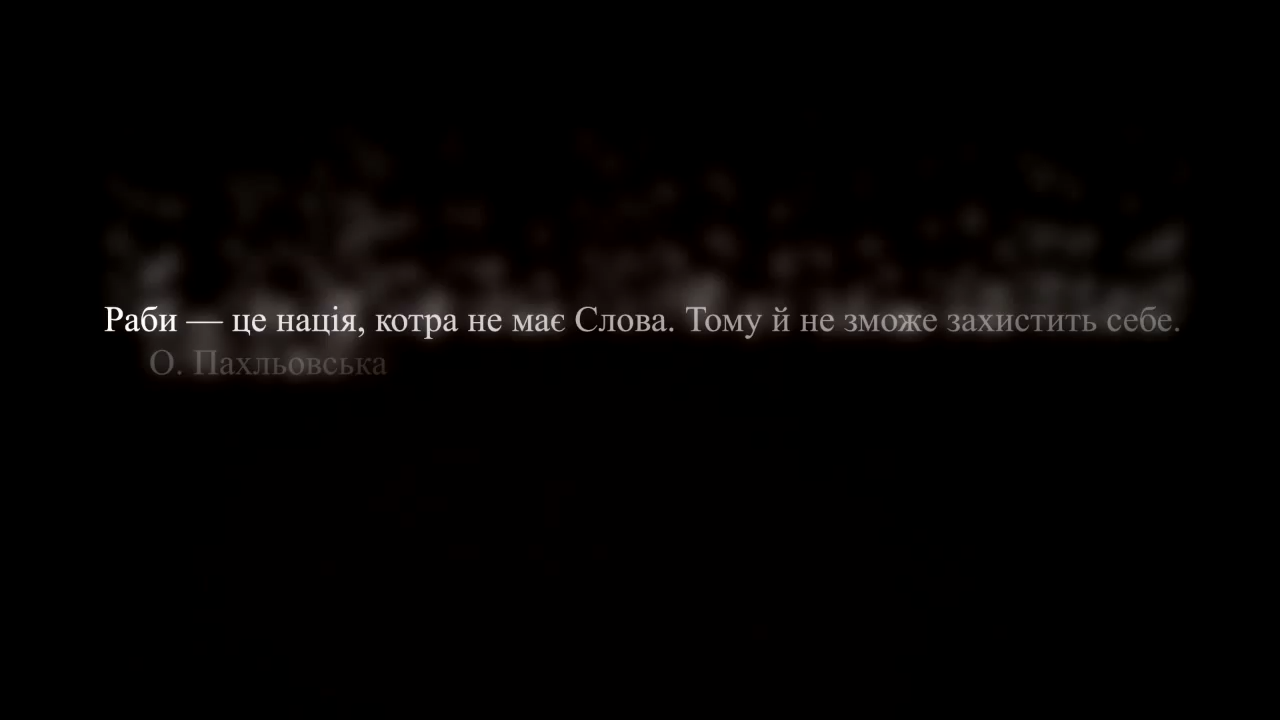 Раби — це нація, котра не має Слова. Тому й не зможе захистить себе.
О. Пахльовська